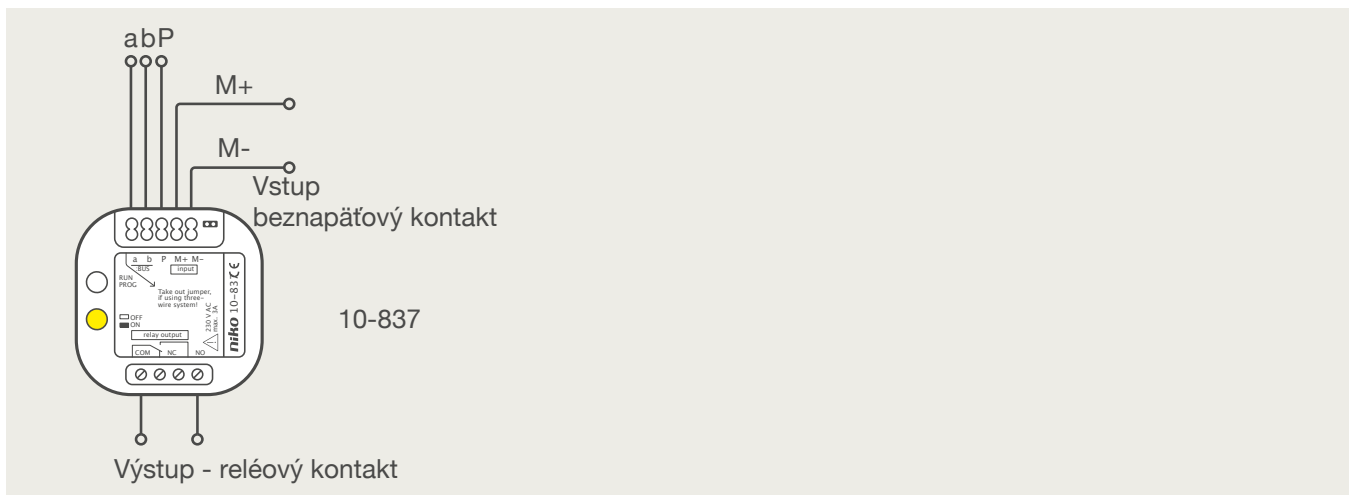 abP
M+
M-
Vstup
beznapäťový kontakt
a b P M+ M-
BUS input
RUN
PROG
Take out jumper,
if using three-
wire system!
OFF
ON
230 V AC
max. 3A
niko 10-837 CE
relay output
COM NC NO
10-837
Výstup - reléový kontakt